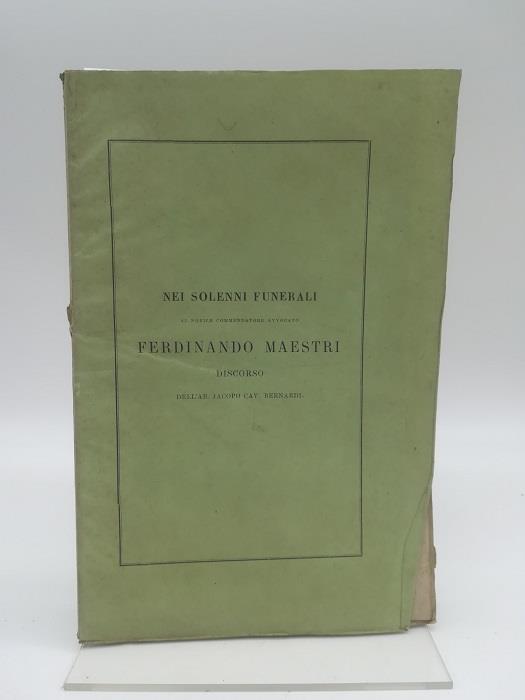 NEI SOLENNI FUNERALI
AL NOBILE COMMENDATORE AVVOCATO
FERDINANDO MAESTRI
DISCORSO
DELL'AB. JACOPO CAV. BERNARDI.